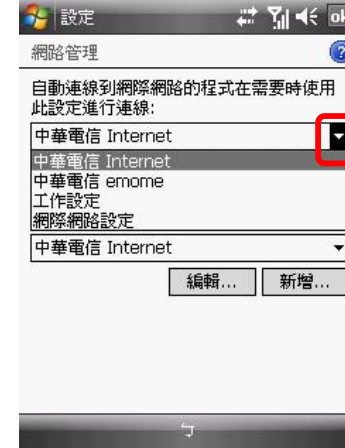 設定
ok
網路管理
?
自動連線到網際網路的程式在需要時使用
此設定進行連線:
中華電信 Internet
中華電信 Internet
中華電信 emome
工作設定
網際網路設定
中華電信 Internet
編輯...
新增...